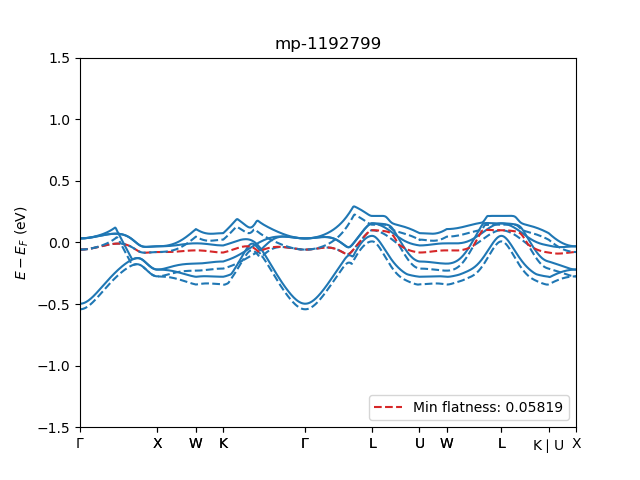 mp-1192799
E − E_F (eV)
1.5
1.0
0.5
0.0
−0.5
−1.0
−1.5
Min flatness: 0.05819
Γ X W K Γ L U W L K | U X